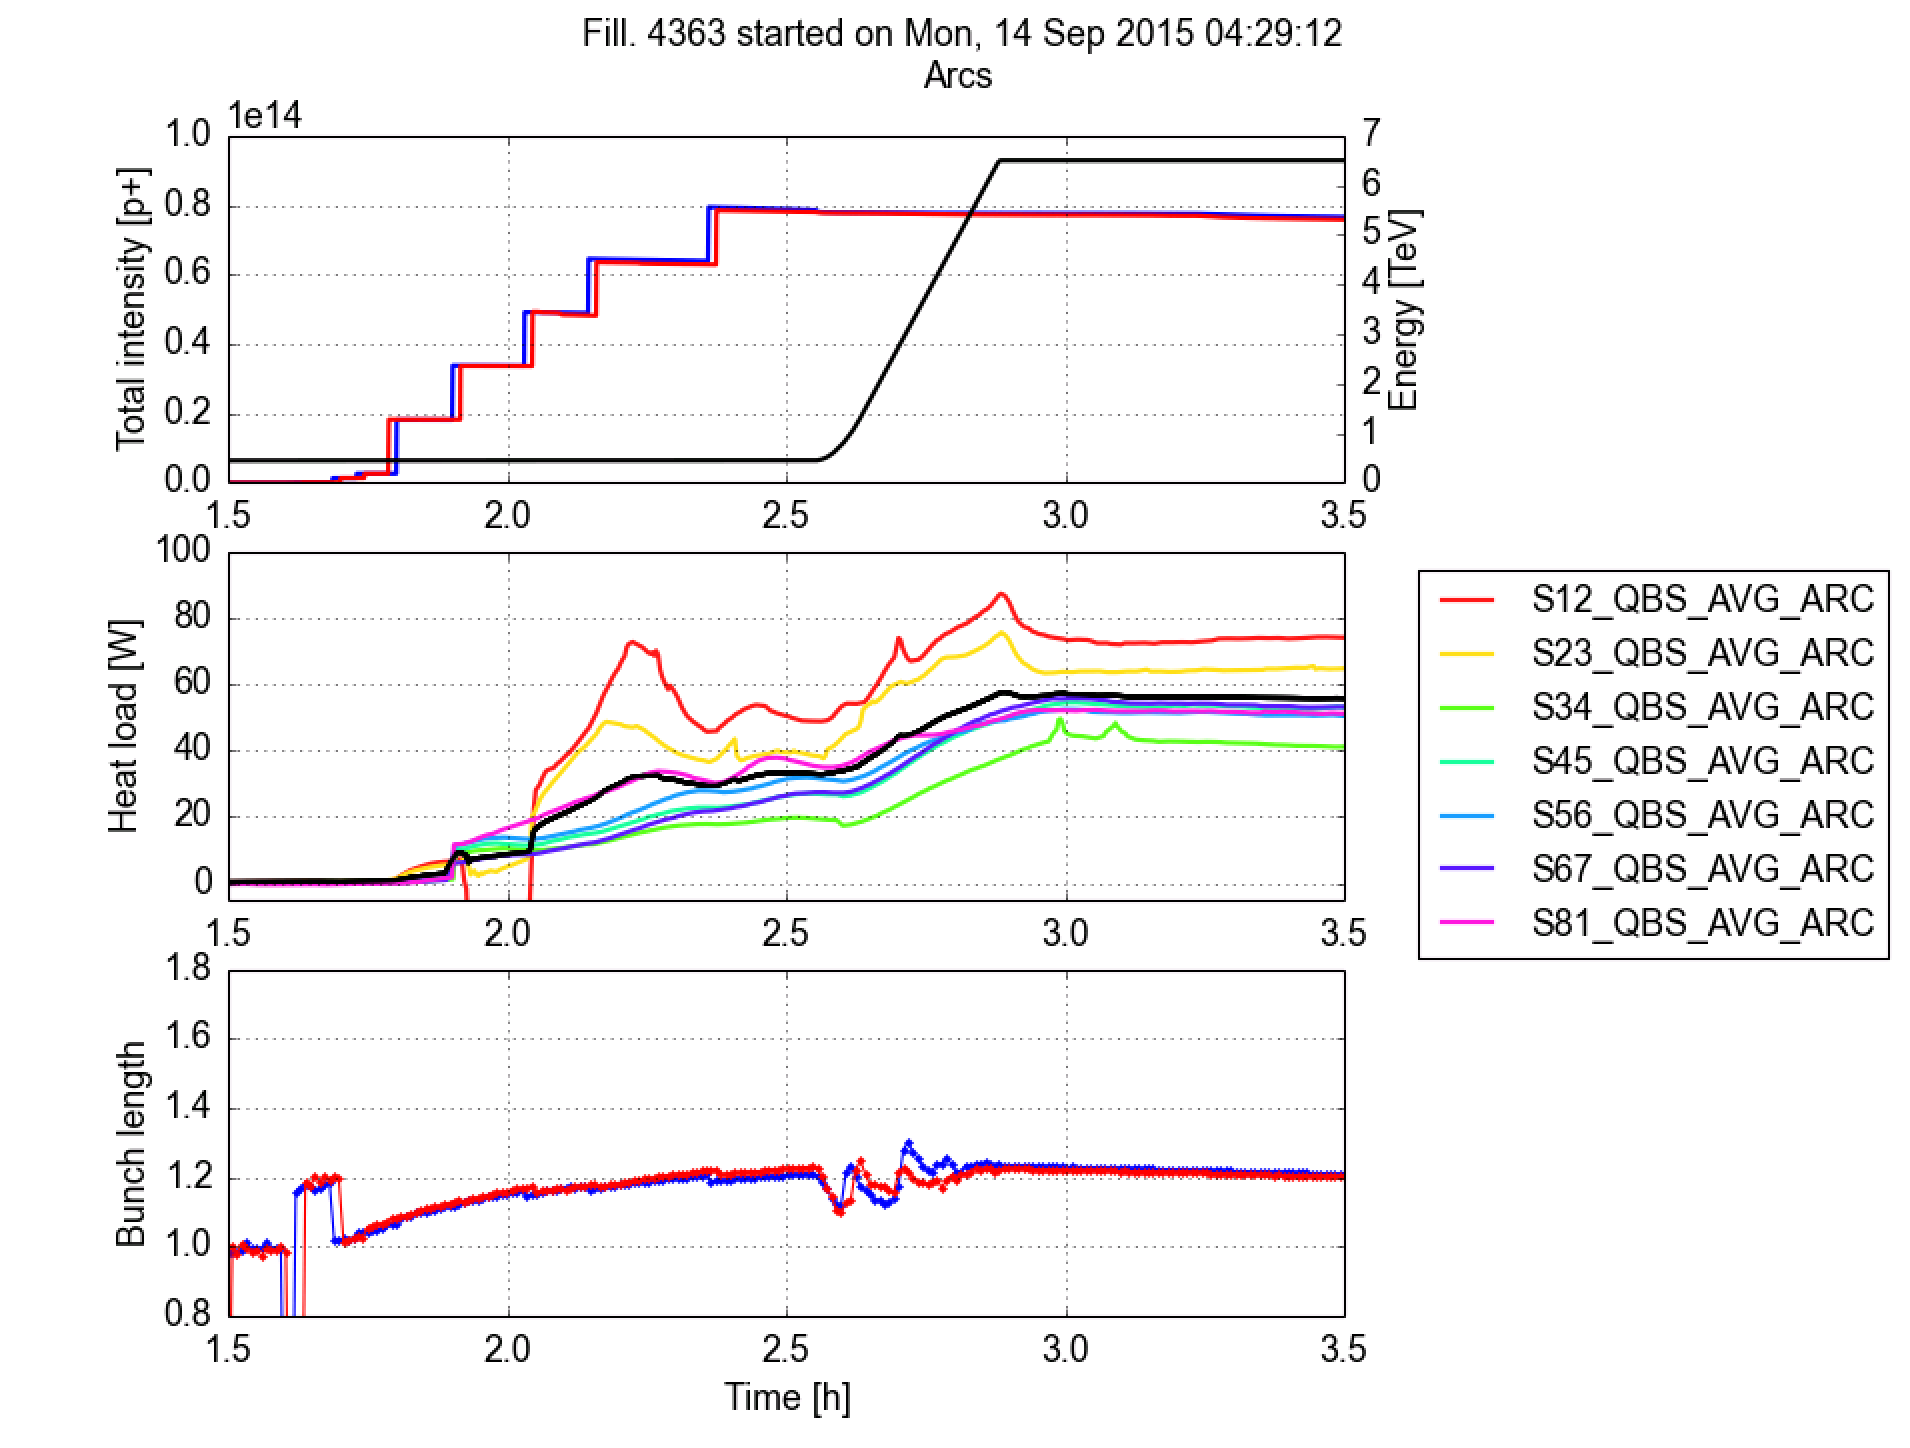 Fill. 4363 started on Mon, 14 Sep 2015 04:29:12
Arcs
1e14
Total intensity [p+]
1.0
0.8
0.6
0.4
0.2
0.0
7
6
5
4
3
2
1
0
Energy [TeV]
1.5 2.0 2.5 3.0 3.5
Heat load [W]
100
80
60
40
20
0
1.5 2.0 2.5 3.0 3.5
S12_QBS_AVG_ARC
S23_QBS_AVG_ARC
S34_QBS_AVG_ARC
S45_QBS_AVG_ARC
S56_QBS_AVG_ARC
S67_QBS_AVG_ARC
S81_QBS_AVG_ARC
Bunch length
1.8
1.6
1.4
1.2
1.0
0.8
1.5 2.0 2.5 3.0 3.5
Time [h]